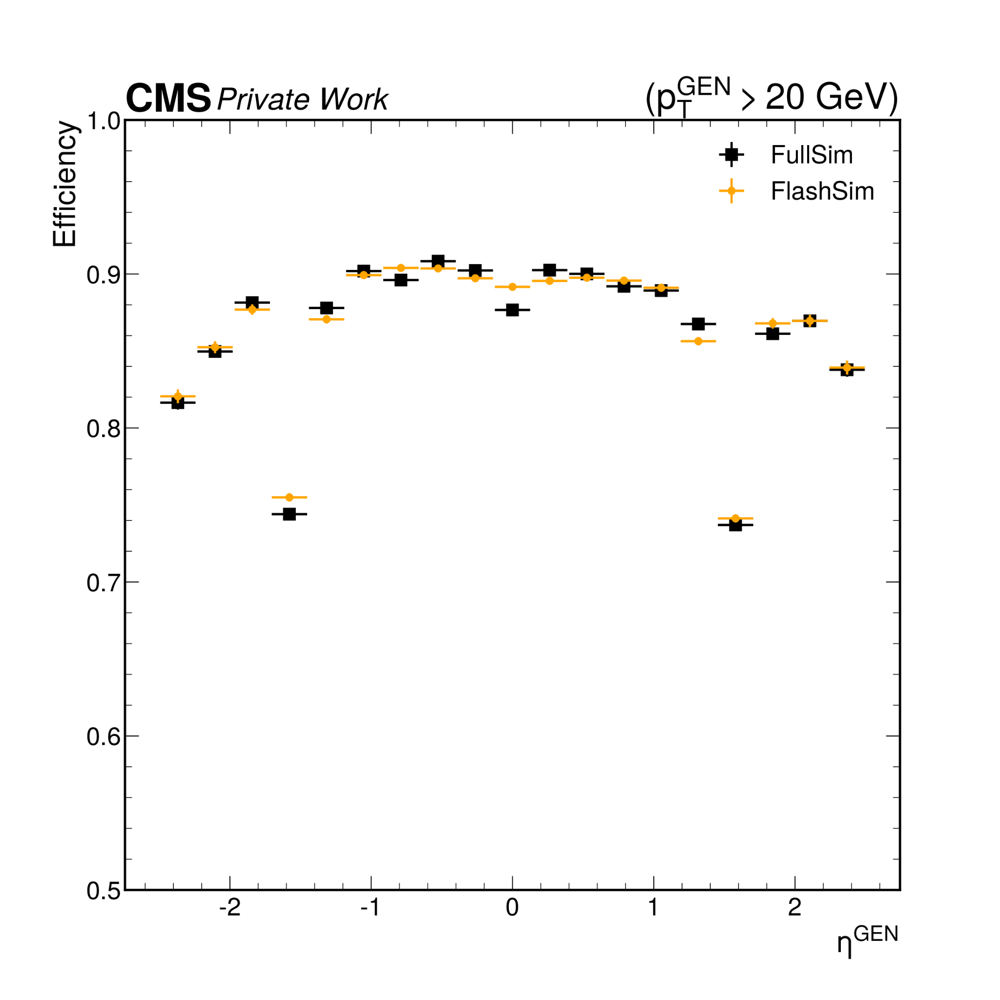 CMS Private Work (p_T^GEN > 20 GeV)
Efficiency
FullSim
FlashSim
1.0
0.9
0.8
0.7
0.6
0.5
-2 -1 0 1 2
η^GEN